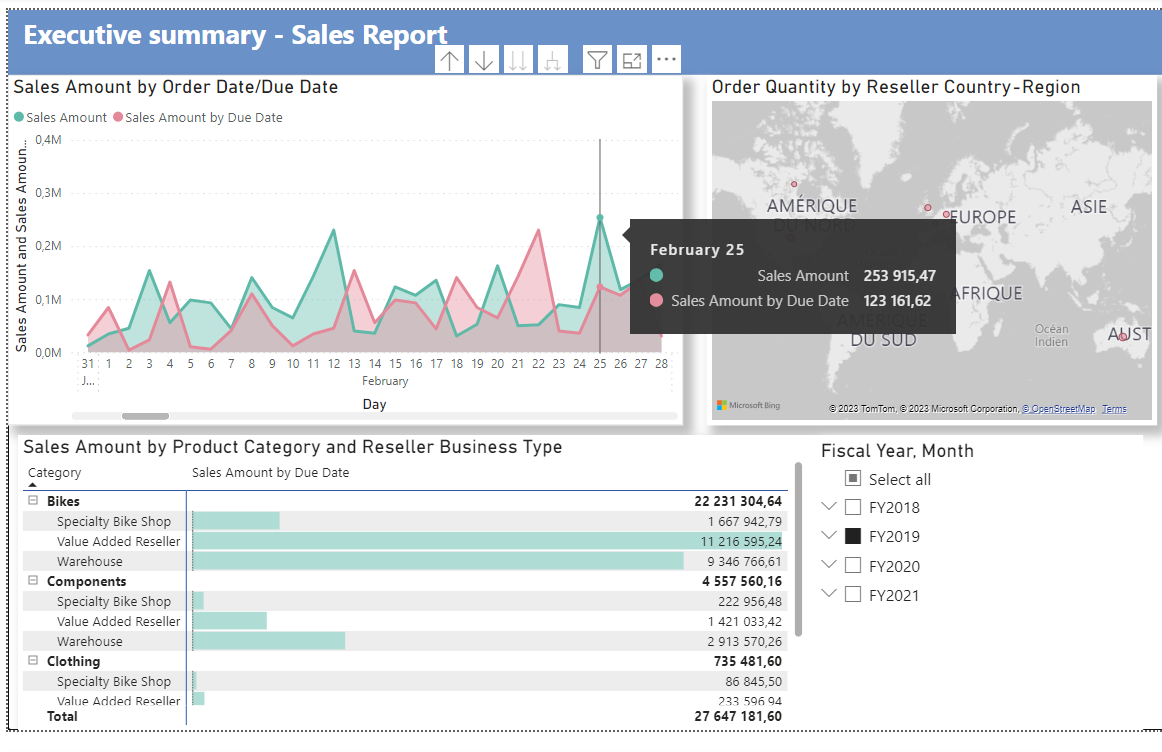 Executive summary - Sales Report
Sales Amount by Order Date/Due Date
Sales Amount
Sales Amount by Due Date
Sales Amount and Sales Amoun...
0,4M
0,3M
0,2M
0,1M
0,0M
31 1 2 3 4 5 6 7 8 9 10 11 12 13 14 15 16 17 18 19 20 21 22 23 24 25 26 27 28
J... February
Day
Order Quantity by Reseller Country-Region
AMÉRIQUE
DU NORD
EUROPE
ASIE
AFRIQUE
AMÉRIQUE
DU SUD
Océan
Indien
AUST
Microsoft Bing
© 2023 TomTom, © 2023 Microsoft Corporation, © OpenStreetMap Terms
February 25
Sales Amount 253 915,47
Sales Amount by Due Date 123 161,62
Sales Amount by Product Category and Reseller Business Type
Category Sales Amount by Due Date
Bikes 22 231 304,64
Specialty Bike Shop 1 667 942,79
Value Added Reseller 11 216 595,24
Warehouse 9 346 766,61
Components 4 557 560,16
Specialty Bike Shop 222 956,48
Value Added Reseller 1 421 033,42
Warehouse 2 913 570,26
Clothing 735 481,60
Specialty Bike Shop 86 845,50
Value Added Reseller 233 596,94
Total 27 647 181,60
Fiscal Year, Month
Select all
FY2018
FY2019
FY2020
FY2021